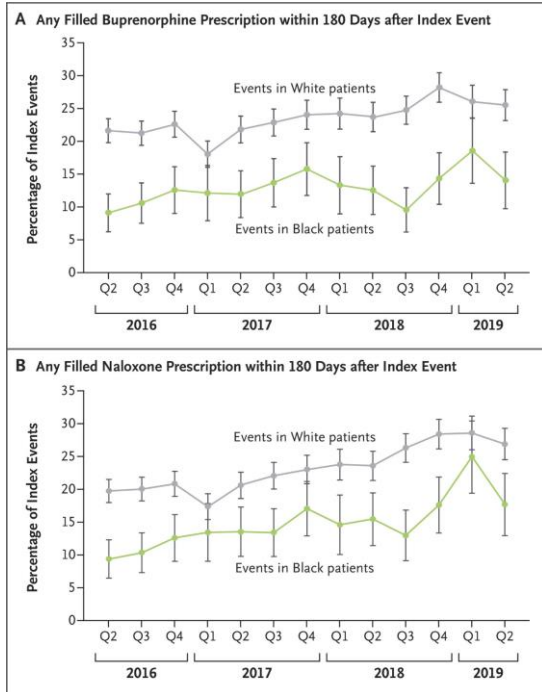 A Any Filled Buprenorphine Prescription within 180 Days after Index Event
Percentage of Index Events
35
30
25
20
15
10
5
0
Events in White patients
Events in Black patients
Q2 Q3 Q4 Q1 Q2 Q3 Q4 Q1 Q2 Q3 Q4 Q1 Q2
2016 2017 2018 2019
B Any Filled Naloxone Prescription within 180 Days after Index Event
Percentage of Index Events
35
30
25
20
15
10
5
0
Events in White patients
Events in Black patients
Q2 Q3 Q4 Q1 Q2 Q3 Q4 Q1 Q2 Q3 Q4 Q1 Q2
2016 2017 2018 2019